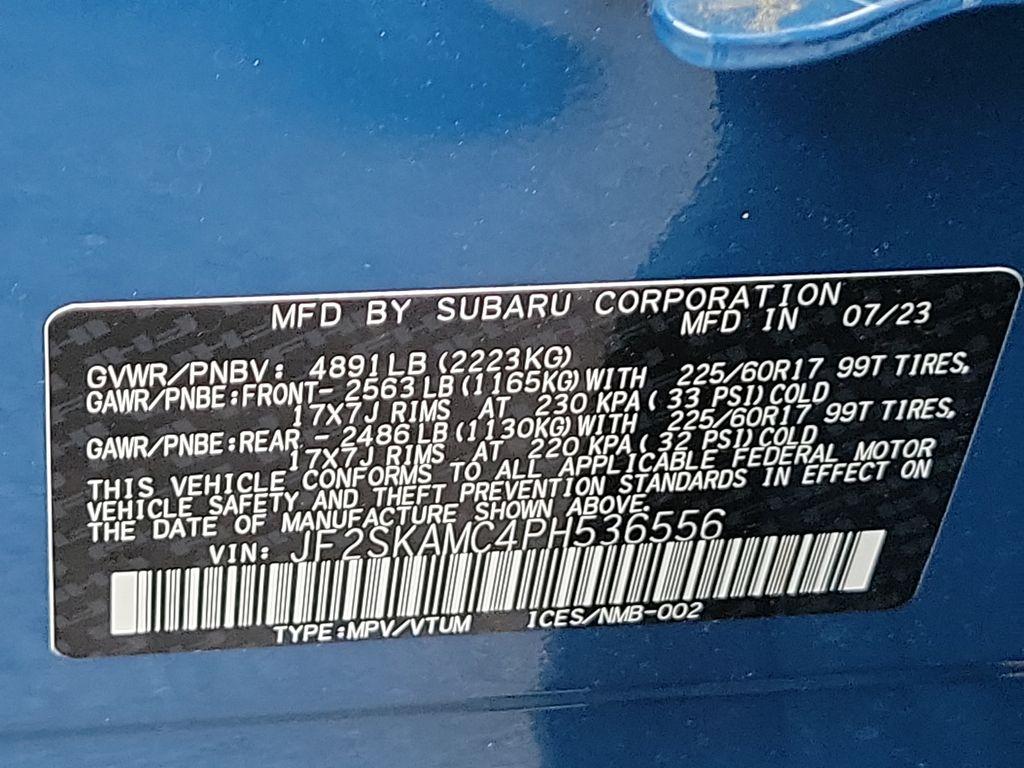 MFD BY SUBARU CORPORATION
MFD IN 07/23
GVWR/PNBV: 4891LB (2223KG)
GAWR/PNBE:FRONT- 2563 LB (1165KG) WITH 225/60R17 99T TIRES.
17X7J RIMS AT 230 KPA ( 33 PSI) COLD
GAWR/PNBE:REAR - 2486 LB (1130KG) WITH 225/60R17 99T TIRES.
17X7J RIMS AT 220 KPA ( 32 PSI) COLD
THIS VEHICLE CONFORMS TO ALL APPLICABLE FEDERAL MOTOR
VEHICLE SAFETY AND THEFT PREVENTION STANDARDS IN EFFECT ON
THE DATE OF MANUFACTURE SHOWN ABOVE.
VIN: JF2SKAMC4PH536556
TYPE:MPV/VTUM ICES/NMB-002